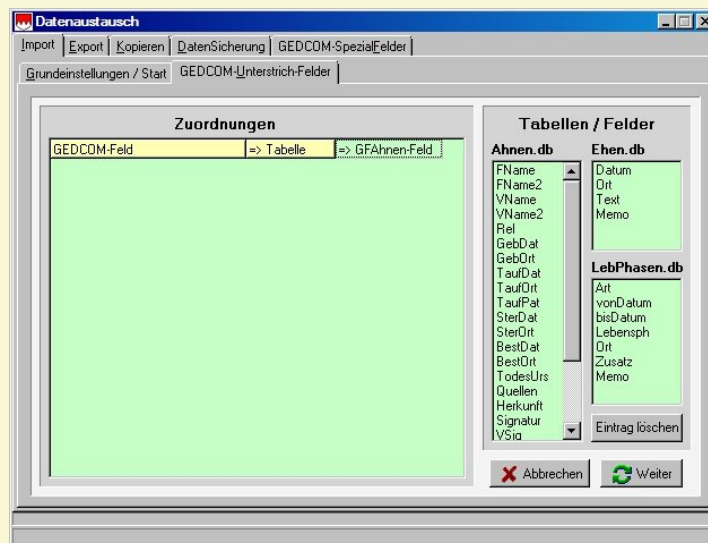 Datenaustausch
Import Export Kopieren DatenSicherung GEDCOM-SpezialFelder
Grundeinstellungen / Start GEDCOM-Unterstrich-Felder
Zuordnungen
GEDCOM-Feld => Tabelle => GFAhnen-Feld
Tabellen / Felder
Ahnen.db
FName
FName2
VName
VName2
Rel
GebDat
GebOrt
TaufDat
TaufOrt
TaufPat
SterDat
SterOrt
BestDat
BestOrt
TodesUrs
Quellen
Herkunft
Signatur
VSig
Ehen.db
Datum
Ort
Text
Memo
LebPhasen.db
Art
vonDatum
bisDatum
Lebensph
Ort
Zusatz
Memo
Eintrag löschen
Abbrechen Weiter